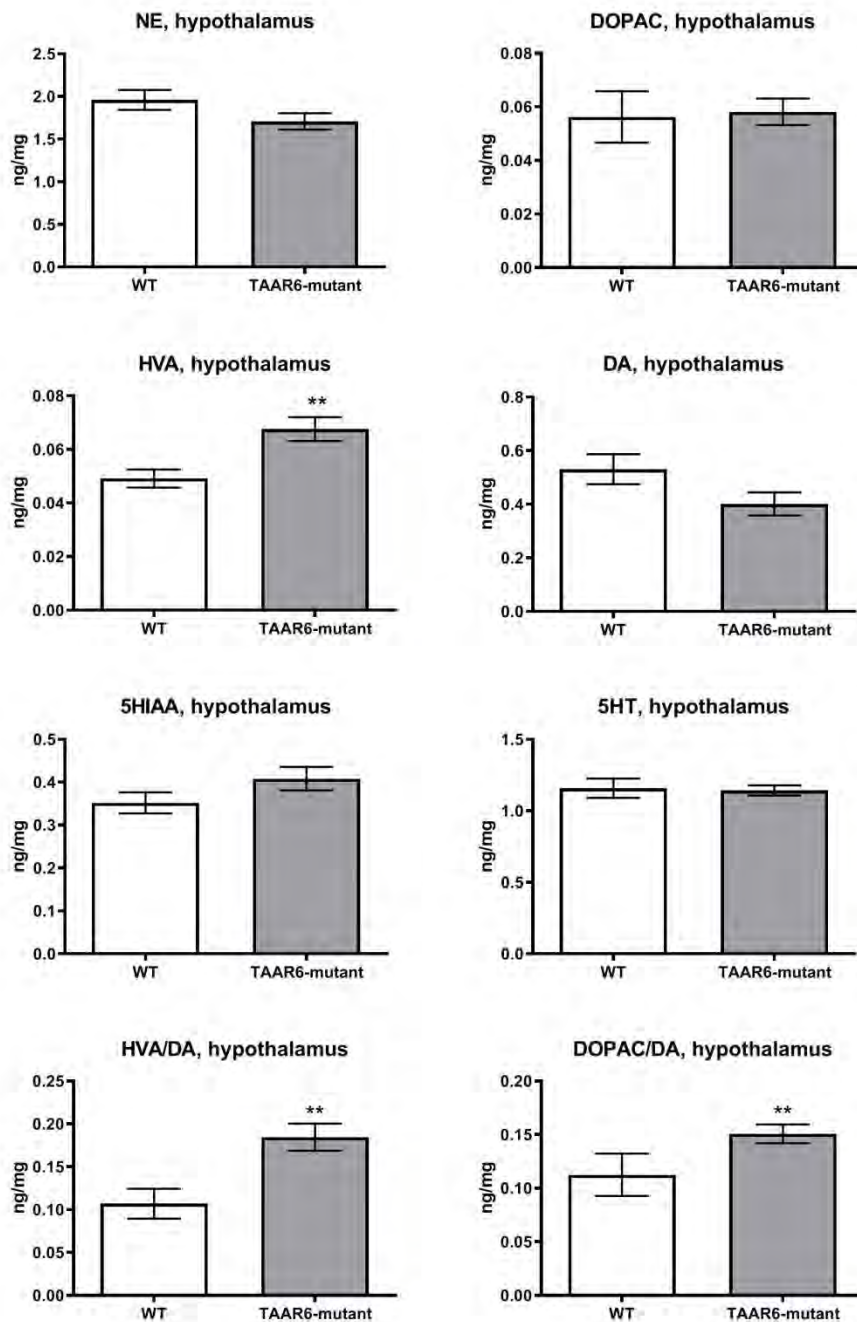 NE, hypothalamus
2.5
2.0
1.5
1.0
0.5
0.0
ng/mg
WT
TAAR6-mutant
DOPAC, hypothalamus
0.08
0.06
0.04
0.02
0.00
ng/mg
WT
TAAR6-mutant
HVA, hypothalamus
0.08
0.06
0.04
0.02
0.00
ng/mg
**
WT
TAAR6-mutant
DA, hypothalamus
0.8
0.6
0.4
0.2
0.0
ng/mg
WT
TAAR6-mutant
5HIAA, hypothalamus
0.5
0.4
0.3
0.2
0.1
0.0
ng/mg
WT
TAAR6-mutant
5HT, hypothalamus
1.5
1.0
0.5
0.0
ng/mg
WT
TAAR6-mutant
HVA/DA, hypothalamus
0.25
0.20
0.15
0.10
0.05
0.00
ng/mg
**
WT
TAAR6-mutant
DOPAC/DA, hypothalamus
0.20
0.15
0.10
0.05
0.00
ng/mg
**
WT
TAAR6-mutant